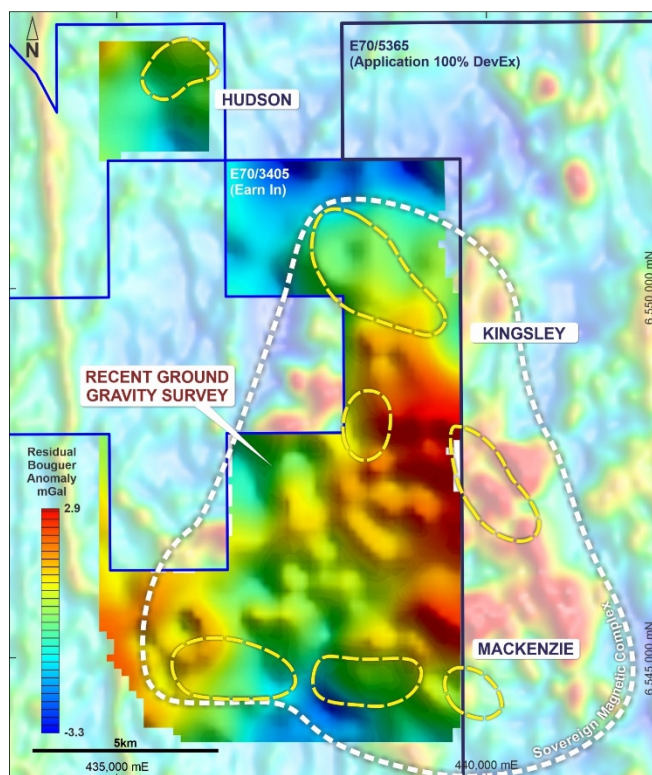 N
E70/5365
(Application 100% DevEx)
HUDSON
E70/3405
(Earn In)
6 550,000 mN
KINGSLEY
RECENT GROUND
GRAVITY SURVEY
Residual
Bouguer
Anomaly
mGal
2.9
-3.3
MACKENZIE
6 545,000 mN
Sovereign Magnetic Complex
5km
435,000 mE
440,000 mE